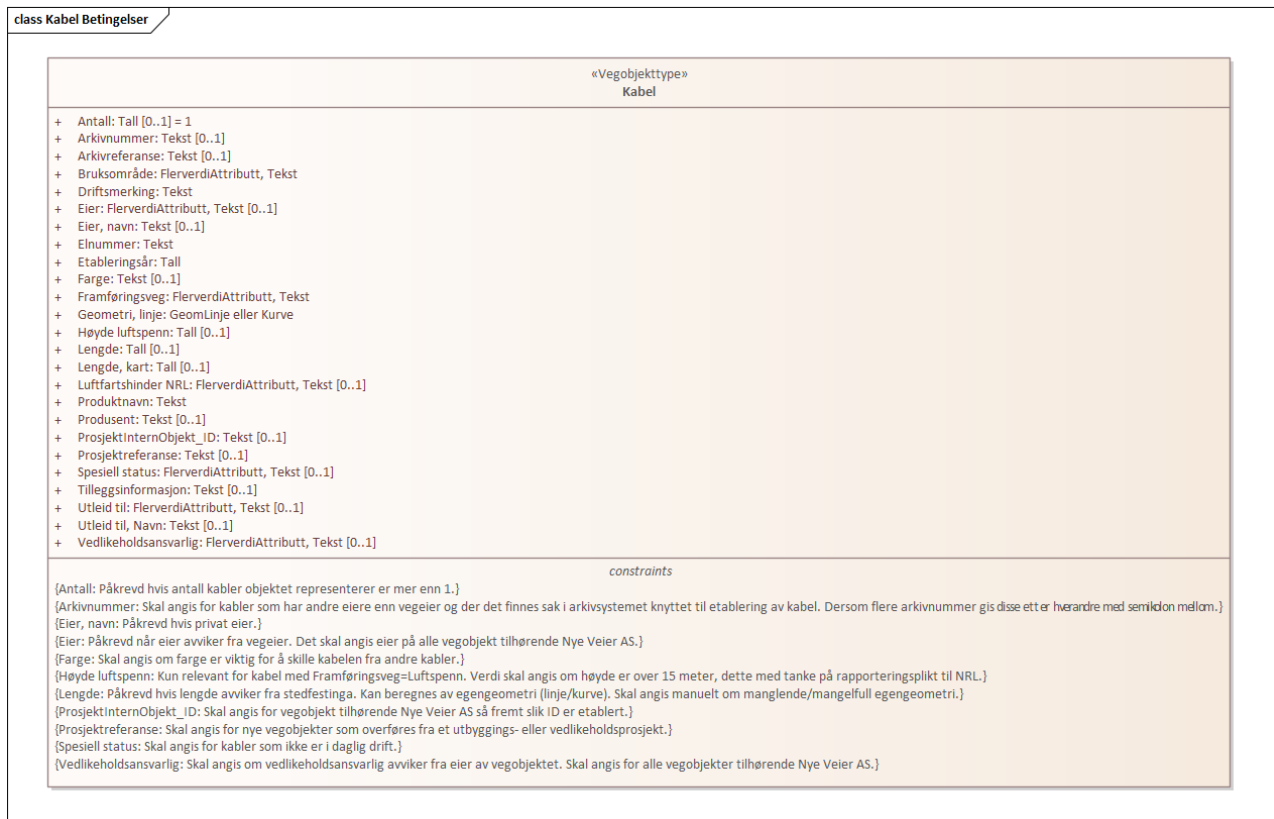 class Kabel Betingelser
«Vegobjekttype»
Kabel
+ Antall: Tall [0..1] = 1
+ Arkivnummer: Tekst [0..1]
+ Arkivreferanse: Tekst [0..1]
+ Bruksområde: FlerverdiAttributt, Tekst
+ Driftsmerking: Tekst
+ Eier: FlerverdiAttributt, Tekst [0..1]
+ Eier, navn: Tekst [0..1]
+ Elnummer: Tekst
+ Etableringsår: Tall
+ Farge: Tekst [0..1]
+ Framføringsveg: FlerverdiAttributt, Tekst
+ Geometri, linje: GeomLinje eller Kurve
+ Høyde luftspenn: Tall [0..1]
+ Lengde: Tall [0..1]
+ Lengde, kart: Tall [0..1]
+ Luftfartshinder NRL: FlerverdiAttributt, Tekst [0..1]
+ Produktnavn: Tekst
+ Produsent: Tekst [0..1]
+ ProsjektInternObjekt_ID: Tekst [0..1]
+ Prosjektreferanse: Tekst [0..1]
+ Spesiell status: FlerverdiAttributt, Tekst [0..1]
+ Tilleggsinformasjon: Tekst [0..1]
+ Utleid til: FlerverdiAttributt, Tekst [0..1]
+ Utleid til, Navn: Tekst [0..1]
+ Vedlikeholdsansvarlig: FlerverdiAttributt, Tekst [0..1]
constraints
{Antall: Påkrevd hvis antall kabler objektet representerer er mer enn 1.}
{Arkivnummer: Skal angis for kabler som har andre eiere enn vegeier og der det finnes sak i arkivsystemet knyttet til etablering av kabel. Dersom flere arkivnummer gis disse etter hverandre med semikolon mellom.}
{Eier, navn: Påkrevd hvis privat eier.}
{Eier: Påkrevd når eier avviker fra vegeier. Det skal angis eier på alle vegobjekt tilhørende Nye Veier AS.}
{Farge: Skal angis om farge er viktig for å skille kabelen fra andre kabler.}
{Høyde luftspenn: Kun relevant for kabel med Framføringsveg=Luftspenn. Verdi skal angis om høyde er over 15 meter, dette med tanke på rapporteringsplikt til NRL.}
{Lengde: Påkrevd hvis lengde avviker fra stedfestinga. Kan beregnes av egengeometri (linje/kurve). Skal angis manuelt om manglende/mangelfull egengeometri.}
{ProsjektInternObjekt_ID: Skal angis for vegobjekt tilhørende Nye Veier AS så fremt slik ID er etablert.}
{Prosjektreferanse: Skal angis for nye vegobjekter som overføres fra et utbyggings- eller vedlikeholdsprosjekt.}
{Spesiell status: Skal angis for kabler som ikke er i daglig drift.}
{Vedlikeholdsansvarlig: Skal angis om vedlikeholdsansvarlig avviker fra eier av vegobjektet. Skal angis for alle vegobjekter tilhørende Nye Veier AS.}